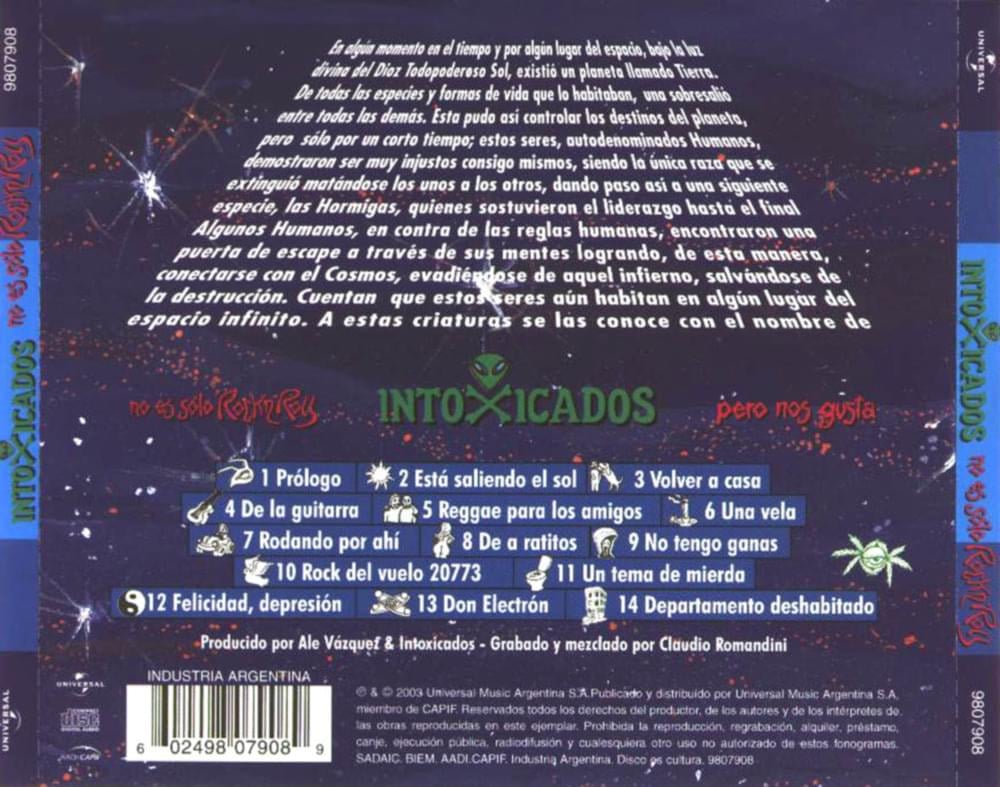 En algún momento en el tiempo y por algún lugar del espacio, bajo la luz
divina del Dioz Todopoderoso Sol, existió un planeta llamado Tierra.
De todas las especies y formas de vida que lo habitaban, una sobresalió
entre todas las demás. Esta pudo así controlar los destinos del planeta,
pero sólo por un corto tiempo; estos seres, autodenominados Humanos,
demostraron ser muy injustos consigo mismos, siendo la única raza que se
extinguió matándose los unos a los otros, dando paso así a una siguiente
especie, las Hormigas, quienes sostuvieron el liderazgo hasta el final
Algunos Humanos, en contra de las reglas humanas, encontraron una
puerta de escape a través de sus mentes logrando, de esta manera,
conectarse con el Cosmos, evadiéndose de aquel infierno, salvándose de
la destrucción. Cuentan que estos seres aún habitan en algún lugar del
espacio infinito. A estas criaturas se las conoce con el nombre de
no es sólo Rock'n Roll INTOXICADOS pero nos gusta
1 Prólogo 2 Está saliendo el sol 3 Volver a casa
4 De la guitarra 5 Reggae para los amigos 6 Una vela
7 Rodando por ahí 8 De a ratitos 9 No tengo ganas
10 Rock del vuelo 20773 11 Un tema de mierda
12 Felicidad, depresión 13 Don Electrón 14 Departamento deshabitado
Producido por Ale Vázquez & Intoxicados - Grabado y mezclado por Claudio Romandini
INDUSTRIA ARGENTINA
6 02498 07908 9
UNIVERSAL
COMPACT disc DIGITAL AUDIO
AADI-CAPIF
℗ & © 2003 Universal Music Argentina S.A. Publicado y distribuido por Universal Music Argentina S.A.
miembro de CAPIF. Reservados todos los derechos del productor, de los autores y de los intérpretes de
las obras reproducidas en este ejemplar. Prohibida la reproducción, regrabación, alquiler, préstamo,
canje, ejecución pública, radiodifusión y cualesquiera otro uso no autorizado de estos fonogramas.
SADAIC. BIEM. AADI.CAPIF. Industria Argentina. Disco es cultura. 9807908
9807908
INTOXICADOS no es sólo Rock'n Roll
UNIVERSAL
UNIVERSAL
INTOXICADOS no es sólo Rock'n Roll
9807908